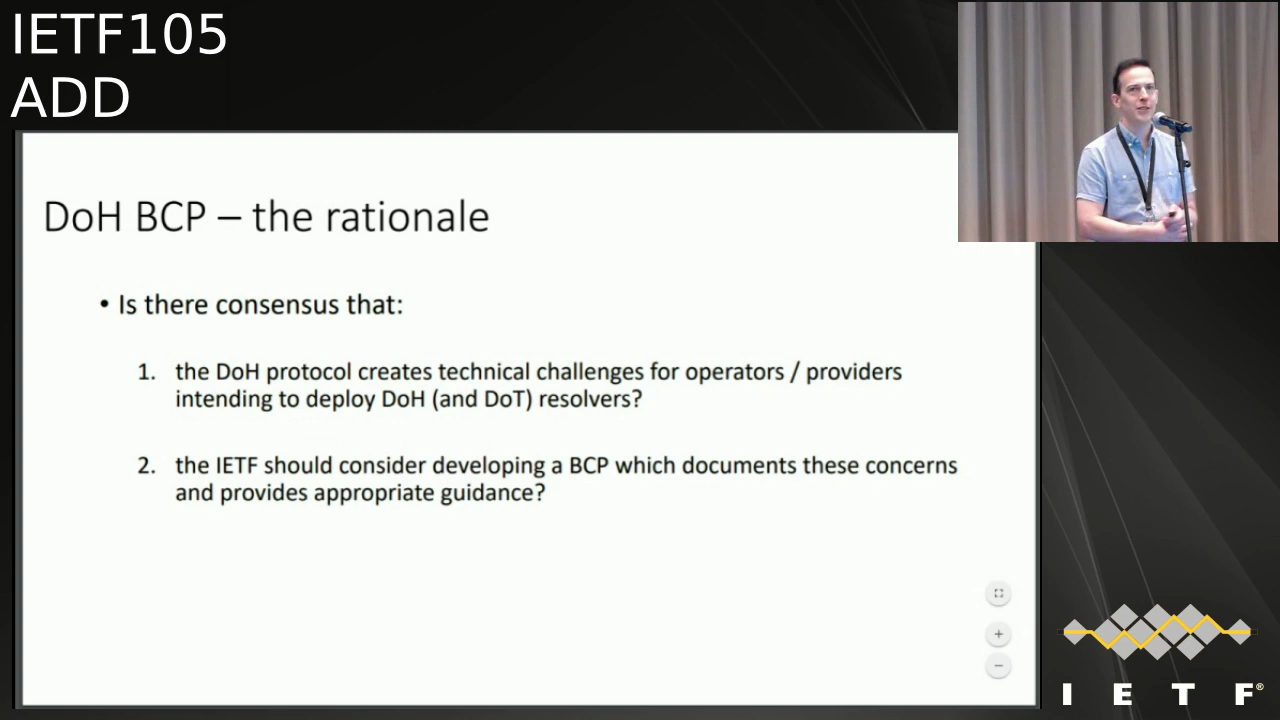 IETF105
ADD
DoH BCP – the rationale
• Is there consensus that:
1. the DoH protocol creates technical challenges for operators / providers
intending to deploy DoH (and DoT) resolvers?
2. the IETF should consider developing a BCP which documents these concerns
and provides appropriate guidance?
I E T F®